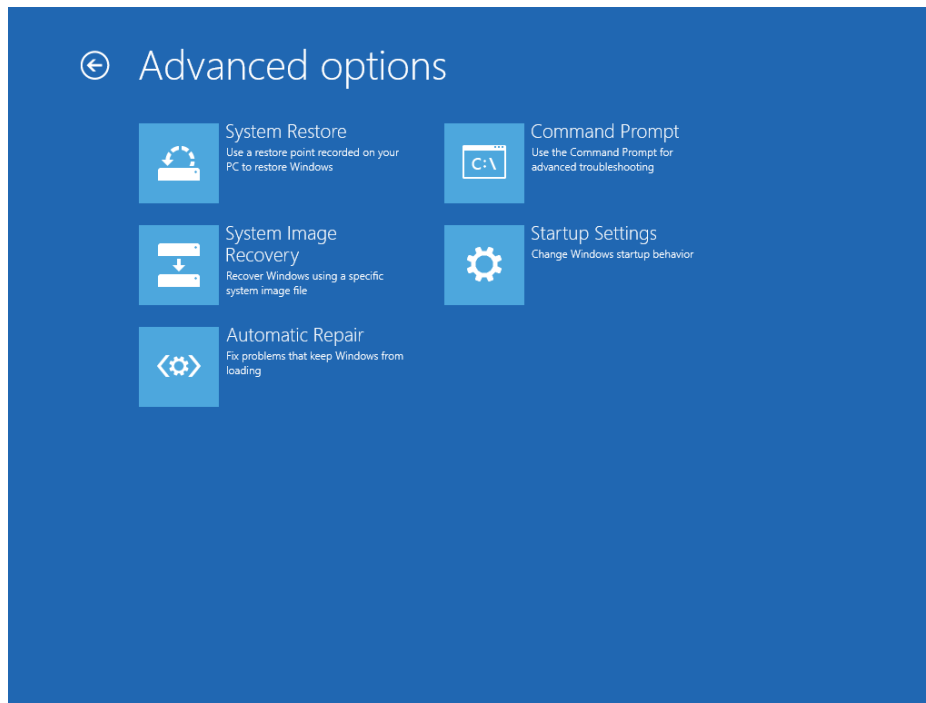 Advanced options
System Restore
Use a restore point recorded on your
PC to restore Windows
System Image
Recovery
Recover Windows using a specific
system image file
Automatic Repair
Fix problems that keep Windows from
loading
Command Prompt
Use the Command Prompt for
advanced troubleshooting
C:\
Startup Settings
Change Windows startup behavior